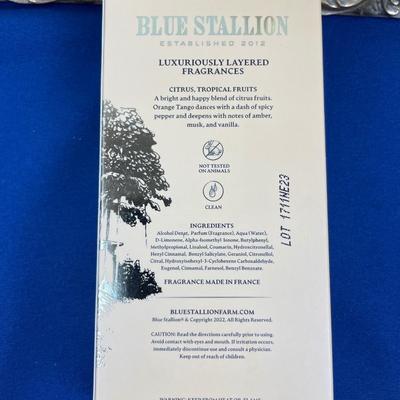 BLUE STALLION
ESTABLISHED 2012
LUXURIOUSLY LAYERED
FRAGRANCES
CITRUS, TROPICAL FRUITS
A bright and happy blend of citrus fruits.
Orange Tango dances with a dash of spicy
pepper and deepens with notes of amber,
musk, and vanilla.
NOT TESTED
ON ANIMALS
CLEAN
LOT 1711HE23
INGREDIENTS
Alcohol Denat, Parfum (Fragrance), Aqua (Water),
D-Limonene, Alpha-Isomethyl Ionone, Butylphenyl,
Methylpropional, Linalool, Coumarin, Hydroxcitronellal,
Hexyl Cinnamal, Benzyl Salicylate, Geraniol, Citronellol,
Citral, Hydroxyisohexyl-3-Cyclohexene Carboxaldehyde,
Eugenol, Cinnamal, Farnesol, Benzyl Benzoate.
FRAGRANCE MADE IN FRANCE
BLUESTALLIONFARM.COM
Blue Stallion® & Copyright 2022, All Rights Reserved.
CAUTION: Read the directions carefully prior to using.
Avoid contact with eyes and mouth. If irritation occurs,
immediately discontinue use and consult a physician.
Keep out of reach of children.